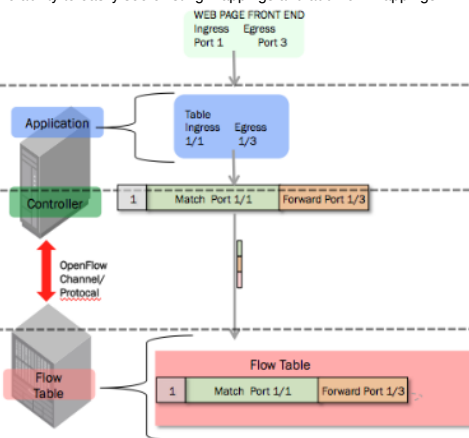 WEB PAGE FRONT END
Ingress Egress
Port 1 Port 3
Application
Table
Ingress Egress
1/1 1/3
Controller
1 Match Port 1/1 Forward Port 1/3
OpenFlow
Channel/
Protocal
Flow Table
Flow
Table
1 Match Port 1/1 Forward Port 1/3